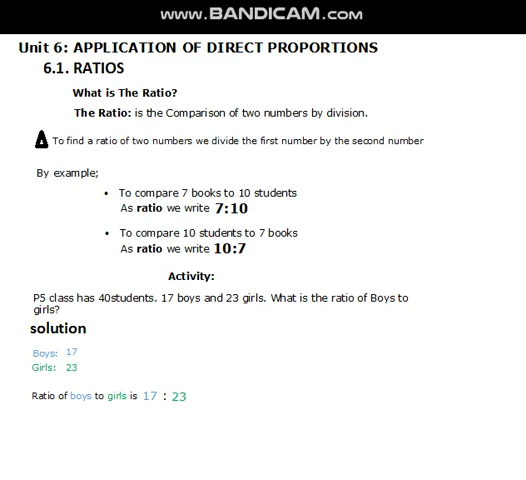 www.BANDICAM.com
Unit 6: APPLICATION OF DIRECT PROPORTIONS
6.1. RATIOS
What is The Ratio?
The Ratio: is the Comparison of two numbers by division.
To find a ratio of two numbers we divide the first number by the second number
By example;
• To compare 7 books to 10 students
As ratio we write 7:10
• To compare 10 students to 7 books
As ratio we write 10:7
Activity:
P5 class has 40students. 17 boys and 23 girls. What is the ratio of Boys to
girls?
solution
Boys: 17
Girls: 23
Ratio of boys to girls is 17 : 23